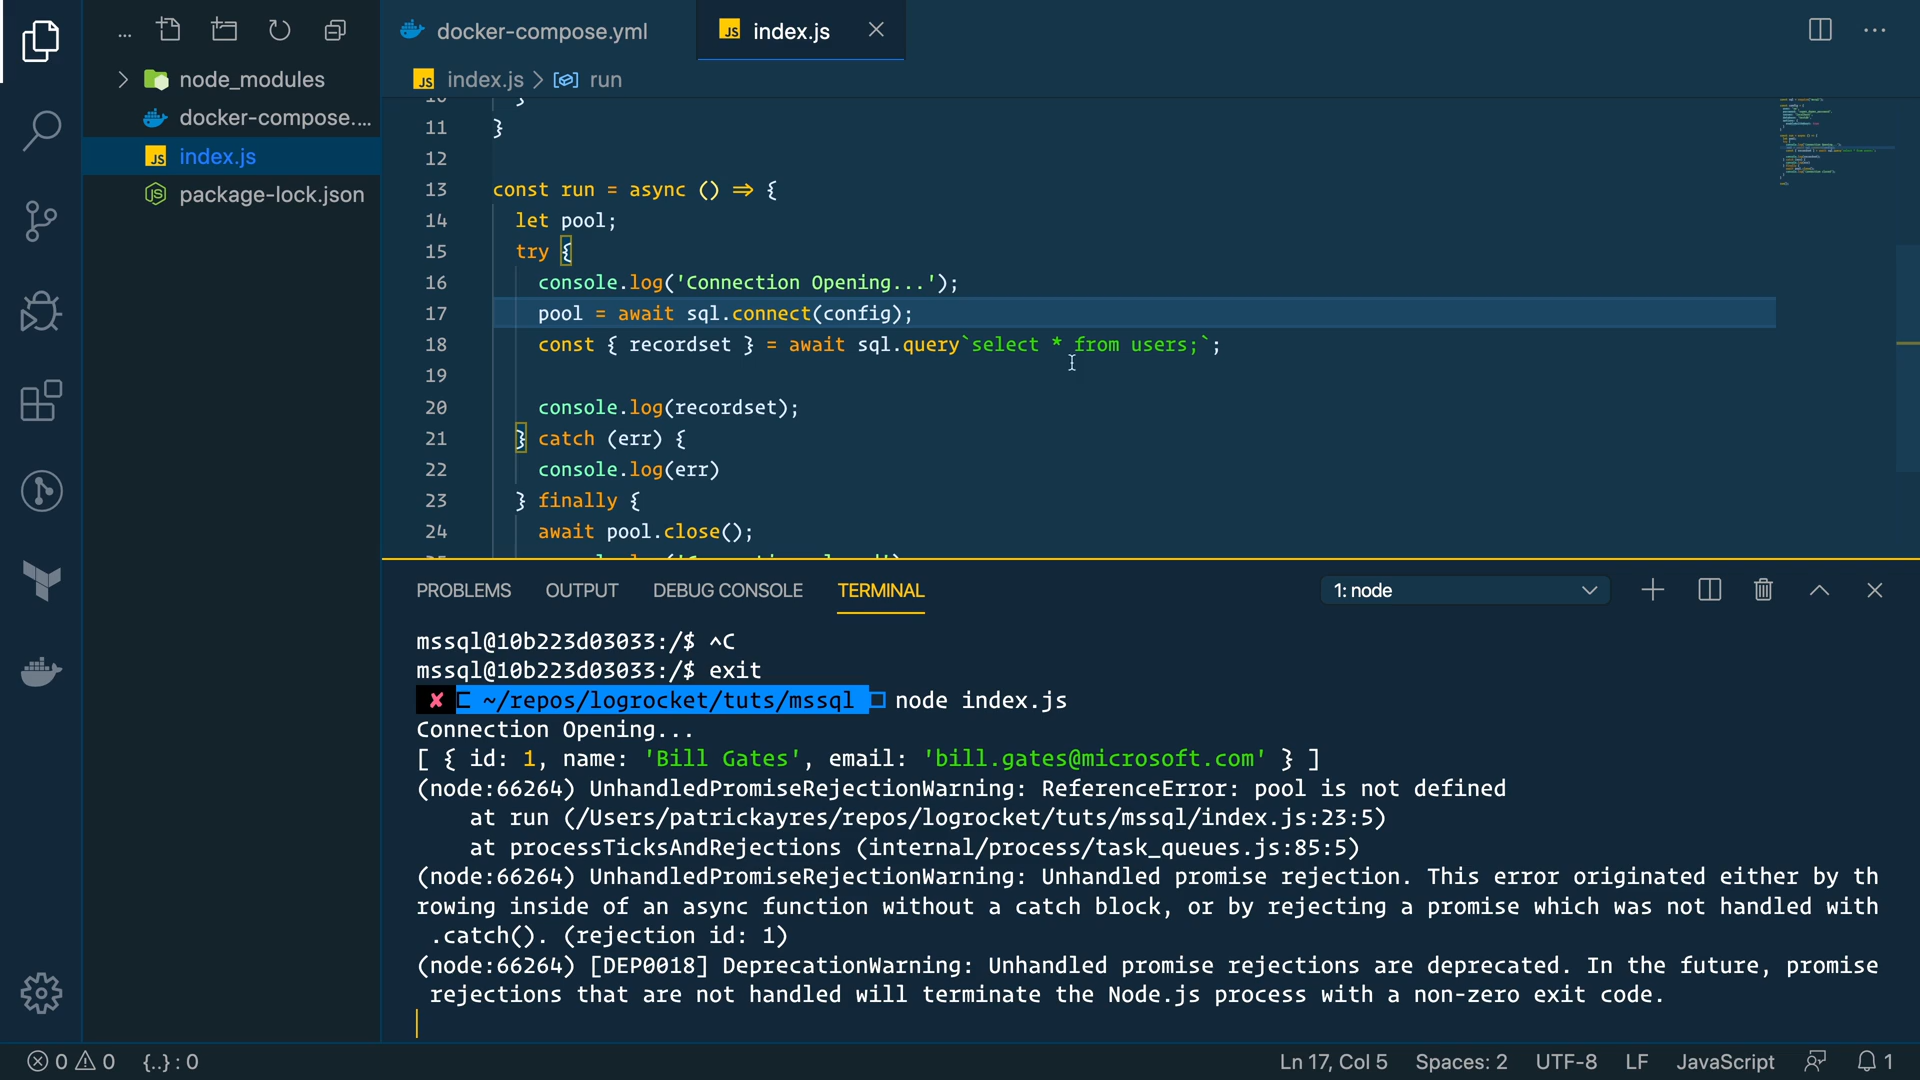 ...
docker-compose.yml
JS index.js
node_modules
JS index.js > run
docker-compose....
JS index.js
package-lock.json
11 }
12
13 const run = async () => {
14 let pool;
15 try {
16 console.log('Connection Opening...');
17 pool = await sql.connect(config);
18 const { recordset } = await sql.query`select * from users;`;
19
20 console.log(recordset);
21 } catch (err) {
22 console.log(err)
23 } finally {
24 await pool.close();
PROBLEMS OUTPUT DEBUG CONSOLE TERMINAL 1: node
mssql@10b223d03033:/$ ^C
mssql@10b223d03033:/$ exit
✘ ~/repos/logrocket/tuts/mssql node index.js
Connection Opening...
[ { id: 1, name: 'Bill Gates', email: 'bill.gates@microsoft.com' } ]
(node:66264) UnhandledPromiseRejectionWarning: ReferenceError: pool is not defined
at run (/Users/patrickayres/repos/logrocket/tuts/mssql/index.js:23:5)
at processTicksAndRejections (internal/process/task_queues.js:85:5)
(node:66264) UnhandledPromiseRejectionWarning: Unhandled promise rejection. This error originated either by th
rowing inside of an async function without a catch block, or by rejecting a promise which was not handled with
.catch(). (rejection id: 1)
(node:66264) [DEP0018] DeprecationWarning: Unhandled promise rejections are deprecated. In the future, promise
rejections that are not handled will terminate the Node.js process with a non-zero exit code.
0 0 {..} : 0 Ln 17, Col 5 Spaces: 2 UTF-8 LF JavaScript 1